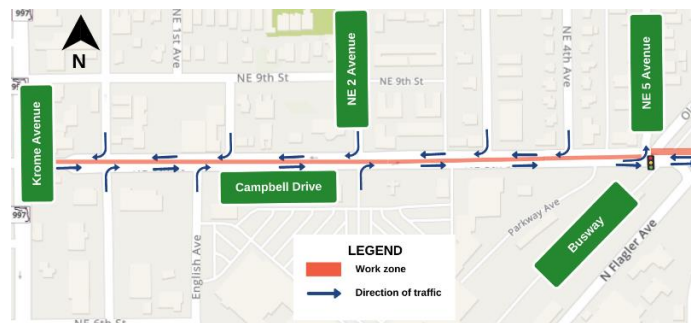 997
N
NE 1st Ave
NE 9th St
NE 2 Avenue
NE 9th St
NE 4th Ave
NE 5 Avenue
Krome Avenue
Campbell Drive
997
English Ave
Parkway Ave
Busway
N Flagler Ave
NE 6th St
LEGEND
Work zone
Direction of traffic